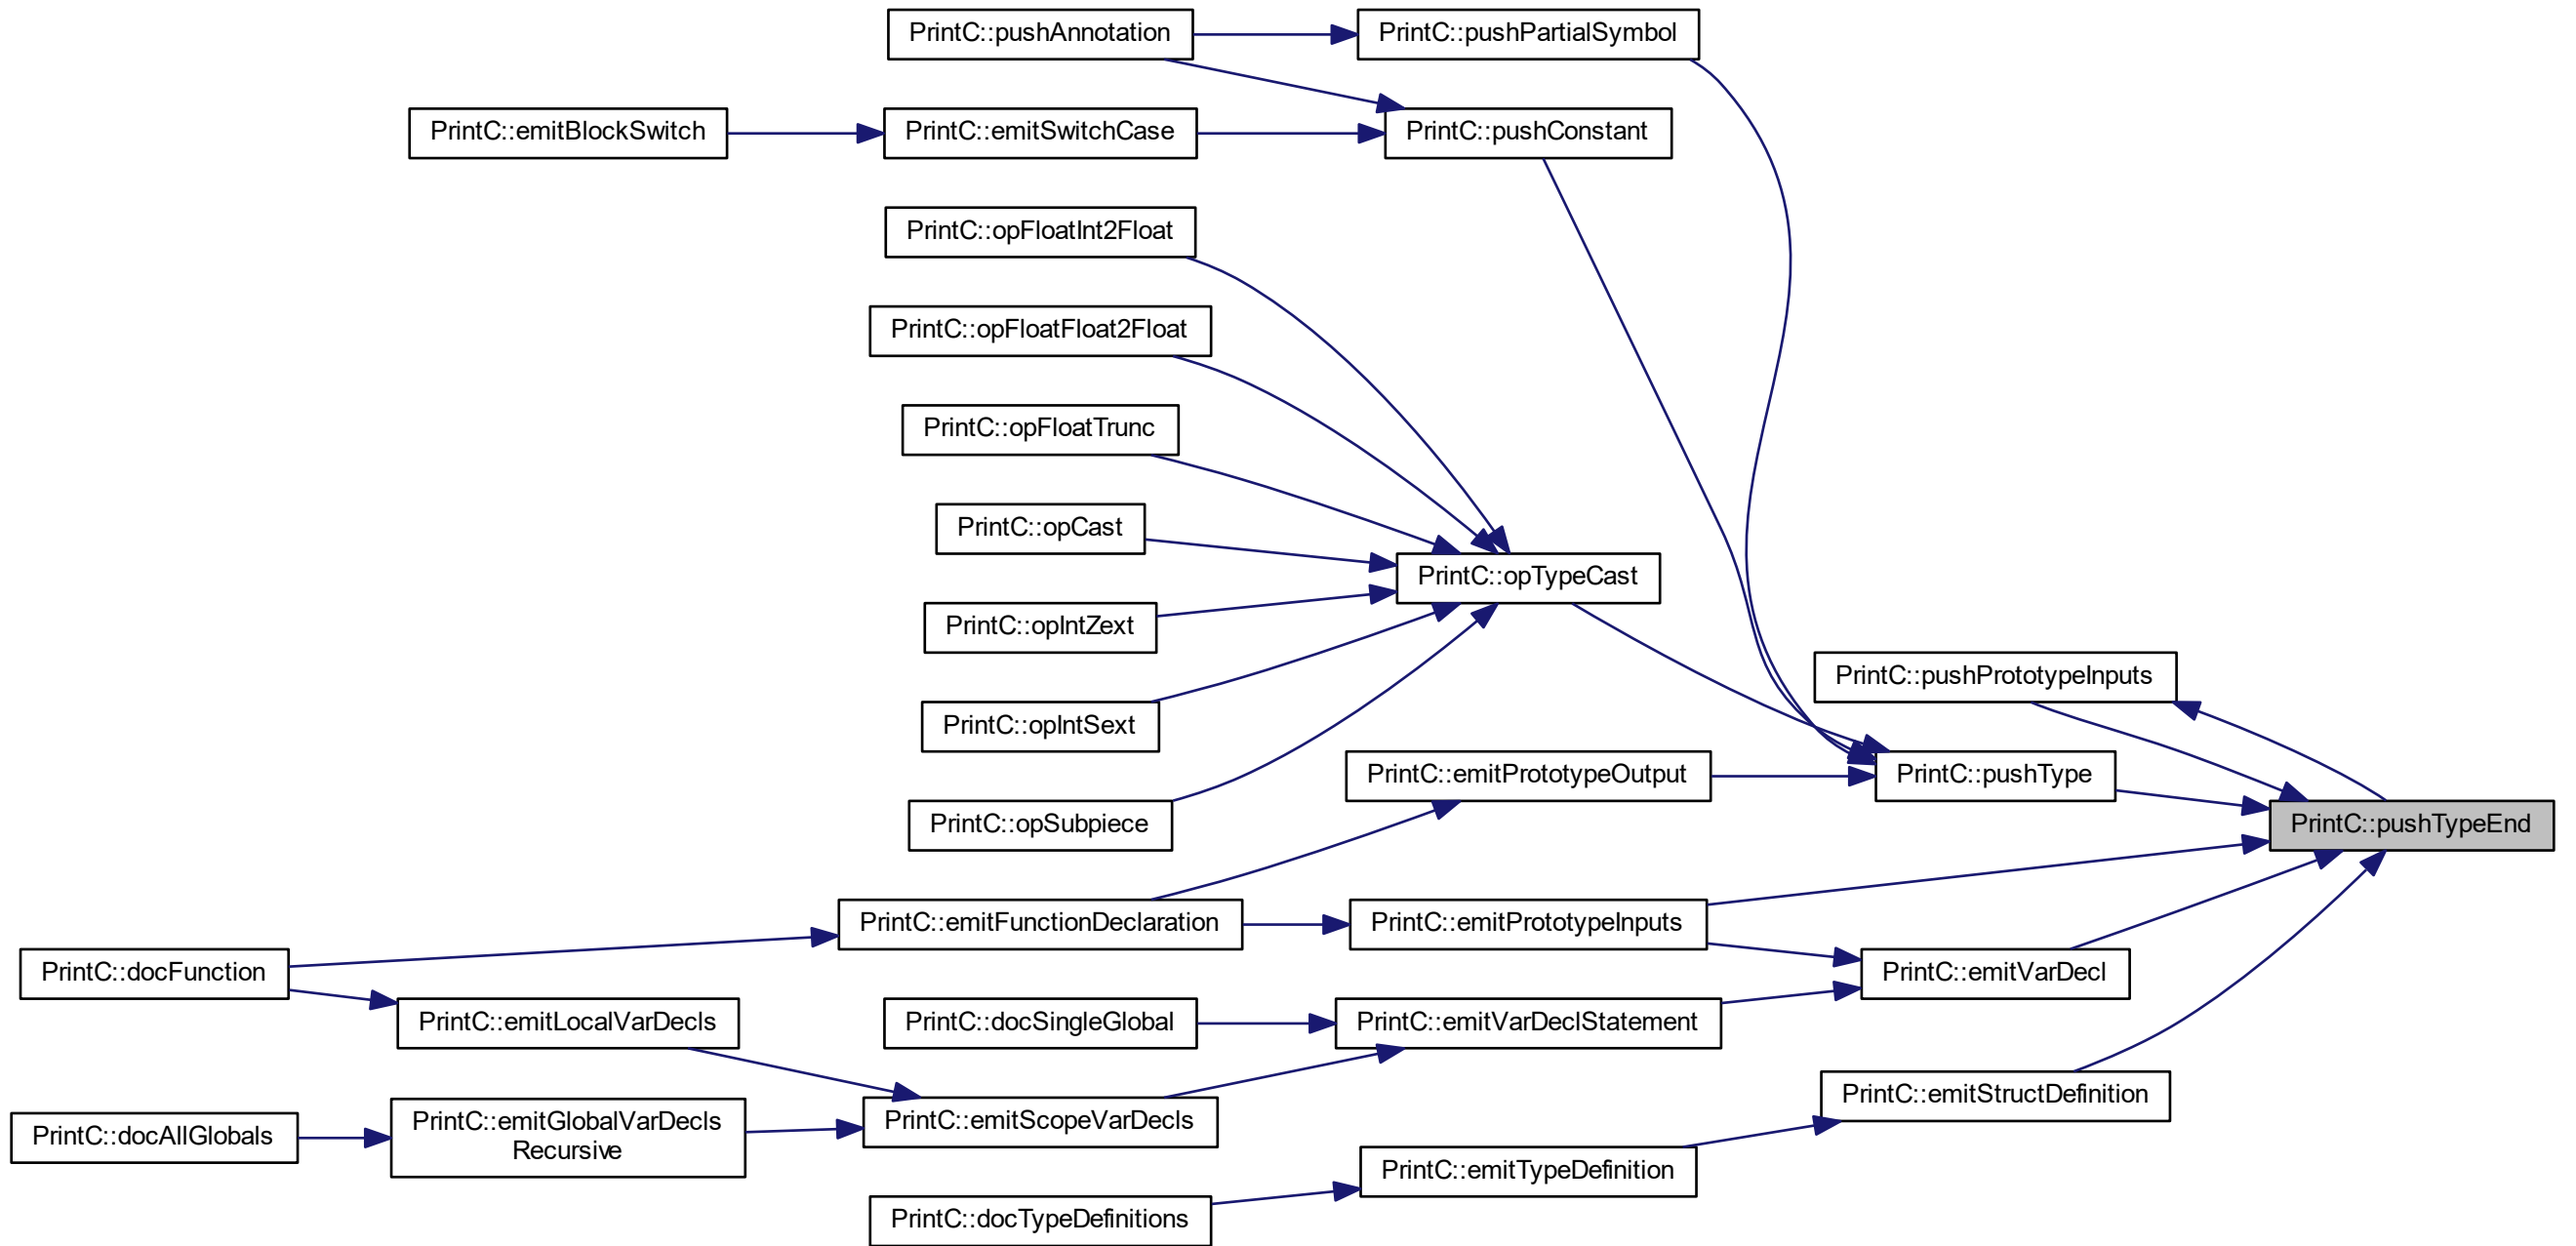 PrintC::pushAnnotation
PrintC::pushPartialSymbol
PrintC::emitBlockSwitch
PrintC::emitSwitchCase
PrintC::pushConstant
PrintC::opFloatInt2Float
PrintC::opFloatFloat2Float
PrintC::opFloatTrunc
PrintC::opCast
PrintC::opTypeCast
PrintC::opIntZext
PrintC::pushPrototypeInputs
PrintC::opIntSext
PrintC::emitPrototypeOutput
PrintC::pushType
PrintC::opSubpiece
PrintC::pushTypeEnd
PrintC::emitFunctionDeclaration
PrintC::emitPrototypeInputs
PrintC::docFunction
PrintC::emitVarDecl
PrintC::emitLocalVarDecls
PrintC::docSingleGlobal
PrintC::emitVarDeclStatement
PrintC::emitStructDefinition
PrintC::docAllGlobals
PrintC::emitGlobalVarDecls
Recursive
PrintC::emitScopeVarDecls
PrintC::emitTypeDefinition
PrintC::docTypeDefinitions